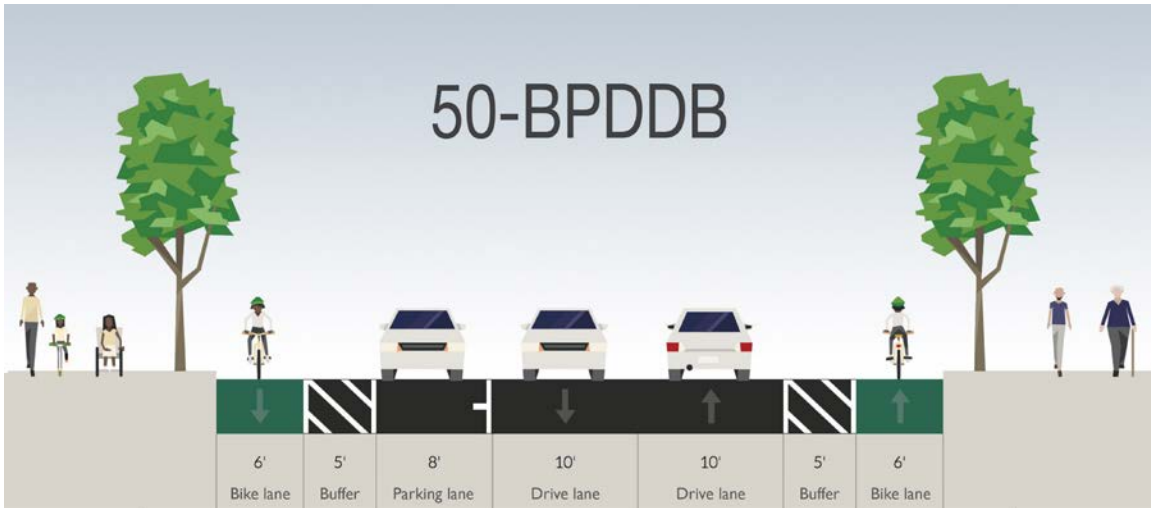 50-BPDDB
6' 5' 8' 10' 10' 5' 6'
Bike lane Buffer Parking lane Drive lane Drive lane Buffer Bike lane